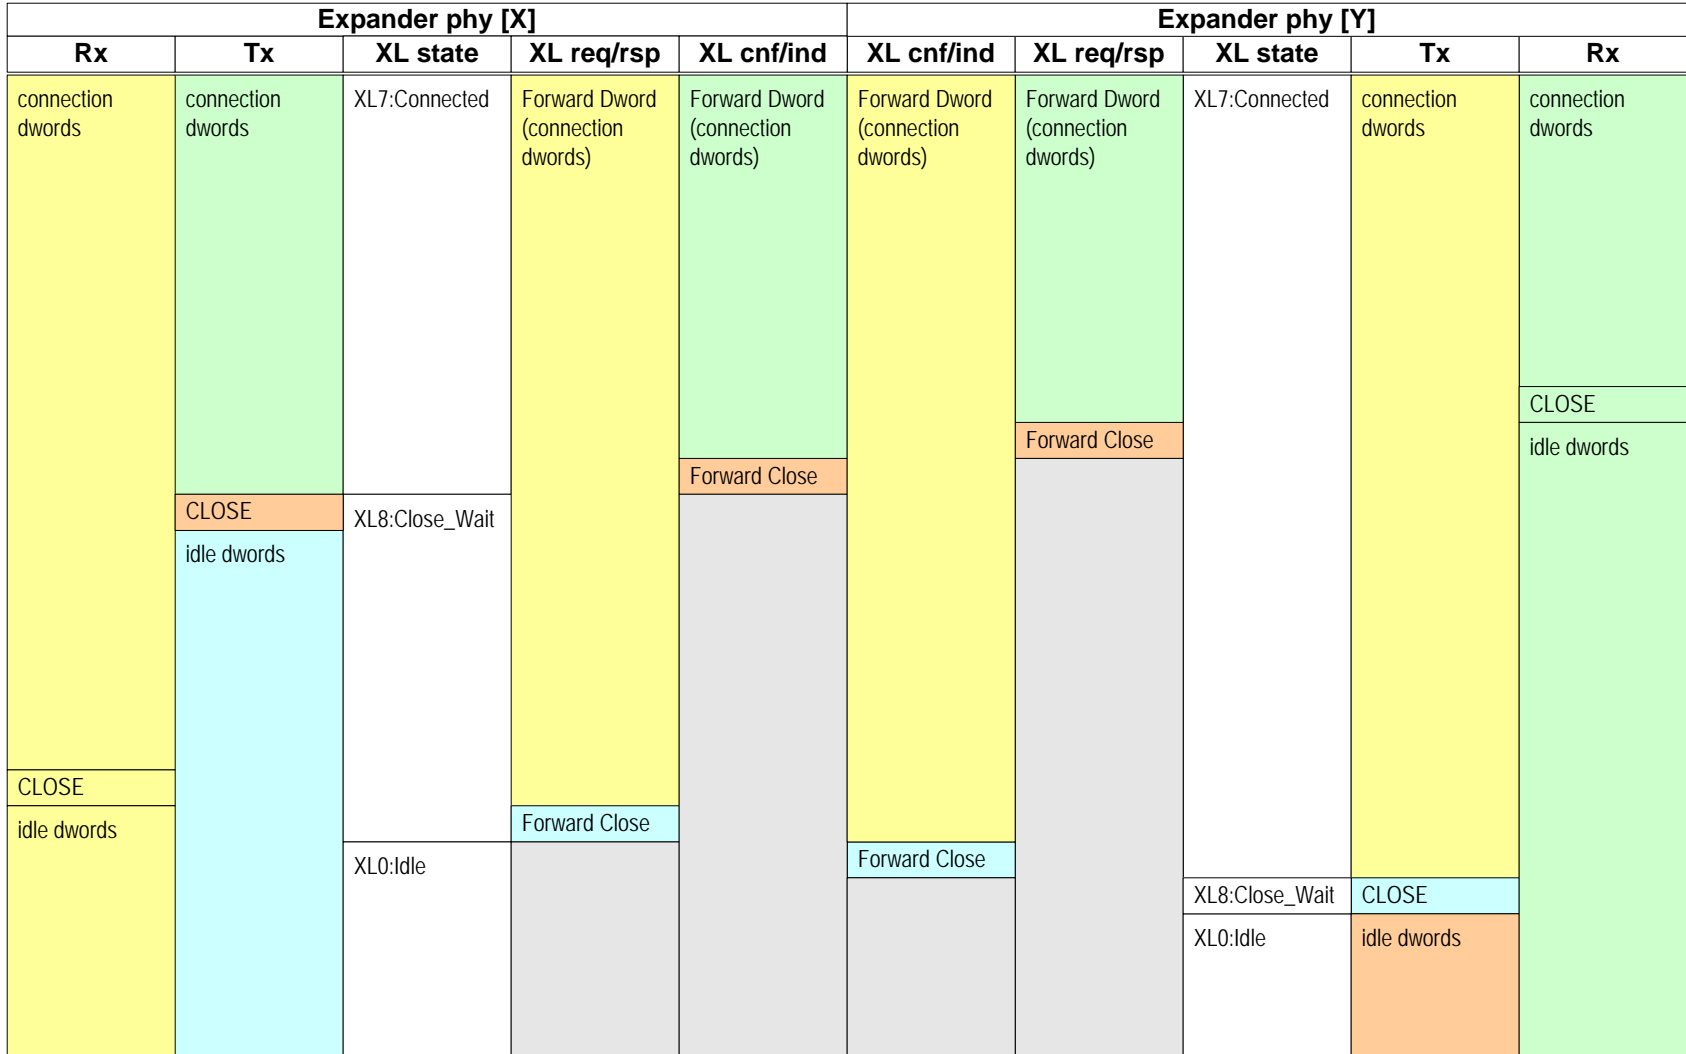 Expander phy [X] Expander phy [Y]
Rx Tx XL state XL req/rsp XL cnf/ind XL cnf/ind XL req/rsp XL state Tx Rx
connection connection XL7:Connected Forward Dword Forward Dword Forward Dword Forward Dword XL7:Connected connection connection
dwords dwords (connection (connection (connection (connection dwords dwords
dwords) dwords) dwords) dwords)
CLOSE
Forward Close idle dwords
Forward Close
CLOSE XL8:Close_Wait
idle dwords
CLOSE
idle dwords Forward Close
XL0:Idle Forward Close
XL8:Close_Wait CLOSE
XL0:Idle idle dwords